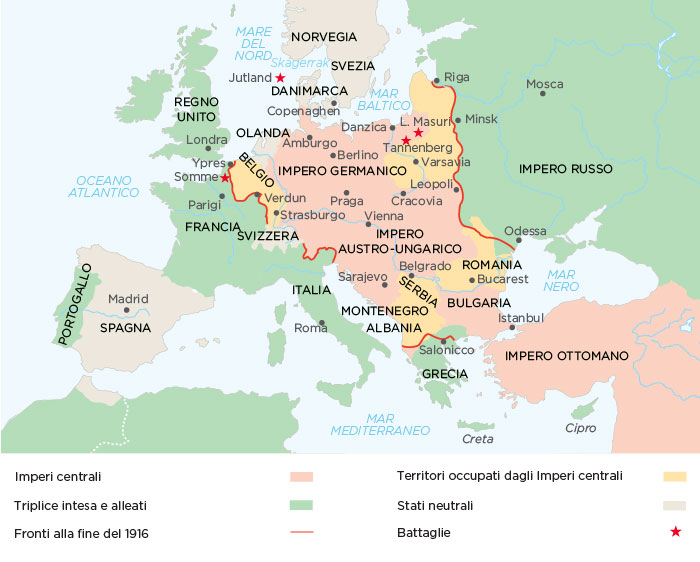 NORVEGIA
MARE
DEL
NORD
Skagerrak
SVEZIA
Jutland
Riga
DANIMARCA
Mosca
MAR
BALTICO
Copenaghen
REGNO
UNITO
L. Masuri
Minsk
Danzica
OLANDA
Amburgo
Tannenberg
Londra
Berlino
Varsavia
Ypres
BELGIO
IMPERO GERMANICO
IMPERO RUSSO
Somme
OCEANO
ATLANTICO
Leopoli
Verdun
Praga
Cracovia
Parigi
Strasburgo
Vienna
FRANCIA
SVIZZERA
IMPERO
AUSTRO-UNGARICO
Odessa
ROMANIA
Belgrado
MAR
NERO
Sarajevo
Bucarest
PORTOGALLO
Madrid
SPAGNA
ITALIA
SERBIA
BULGARIA
MONTENEGRO
Istanbul
ALBANIA
Roma
Salonicco
IMPERO OTTOMANO
GRECIA
MAR
MEDITERRANEO
Creta
Cipro
Imperi centrali
Territori occupati dagli Imperi centrali
Triplice intesa e alleati
Stati neutrali
Fronti alla fine del 1916
Battaglie